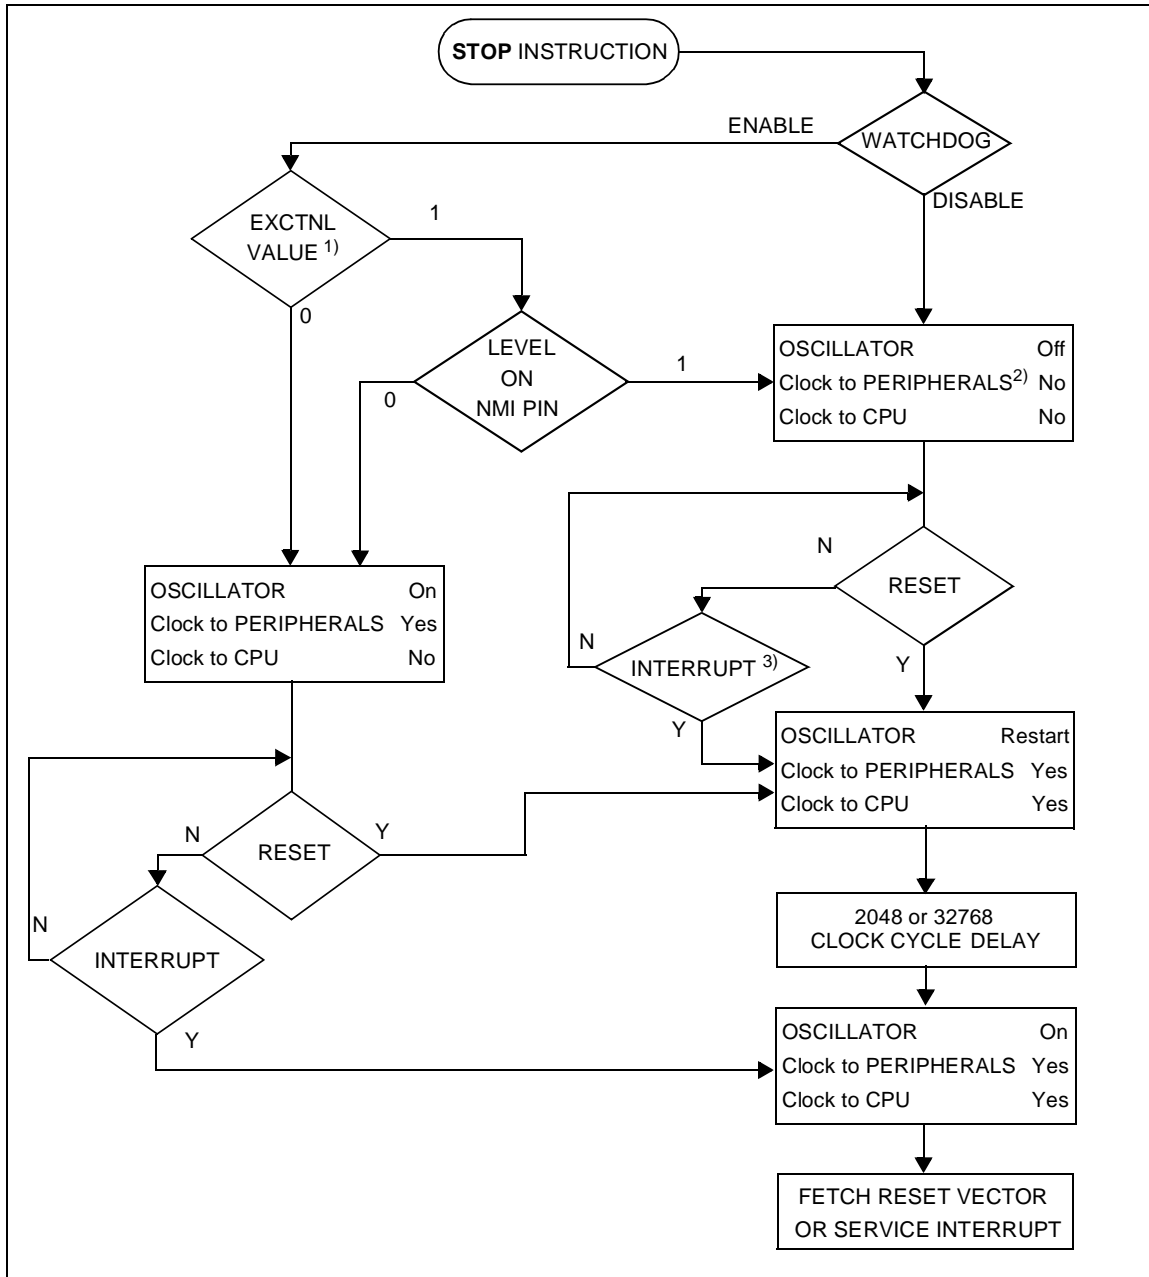 STOP INSTRUCTION
ENABLE
WATCHDOG
DISABLE
EXCTNL
VALUE 1)
1
0
LEVEL
ON
NMI PIN
1
0
OSCILLATOR Off
Clock to PERIPHERALS2) No
Clock to CPU No
N
RESET
Y
N
INTERRUPT 3)
Y
OSCILLATOR On
Clock to PERIPHERALS Yes
Clock to CPU No
OSCILLATOR Restart
Clock to PERIPHERALS Yes
Clock to CPU Yes
N
RESET
Y
N
INTERRUPT
Y
2048 or 32768
CLOCK CYCLE DELAY
OSCILLATOR On
Clock to PERIPHERALS Yes
Clock to CPU Yes
FETCH RESET VECTOR
OR SERVICE INTERRUPT